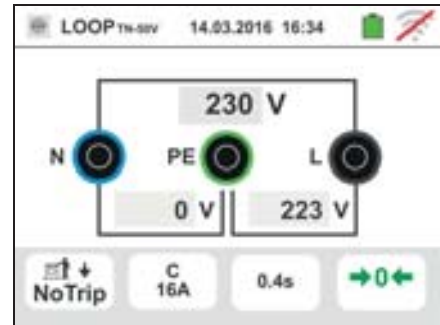 LOOP TN-50V 14.03.2016 16:34
230 V
N PE L
0 V 223 V
NoTrip
C
16A
0.4s
→0←